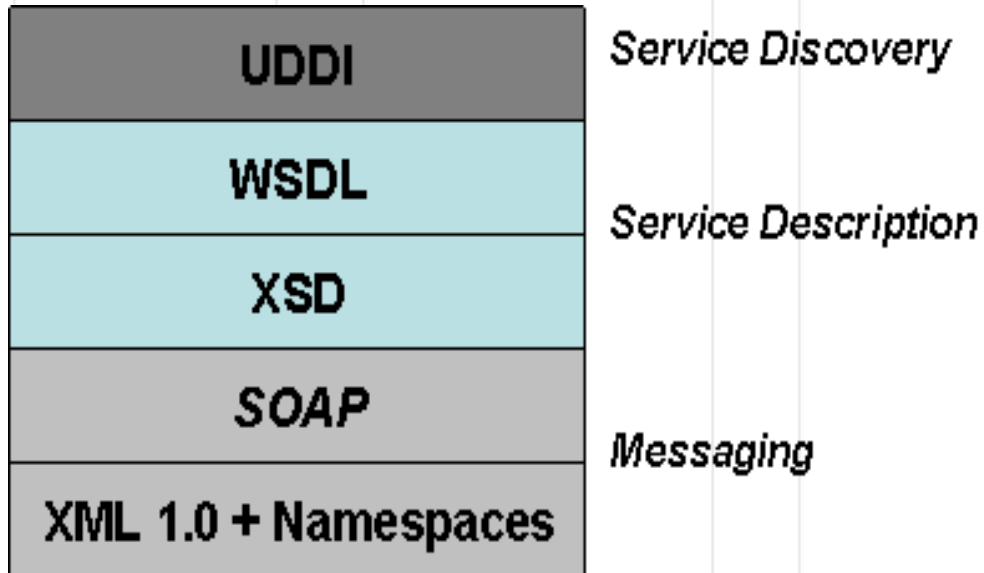 UDDI
Service Discovery
WSDL
Service Description
XSD
SOAP
Messaging
XML 1.0 + Namespaces